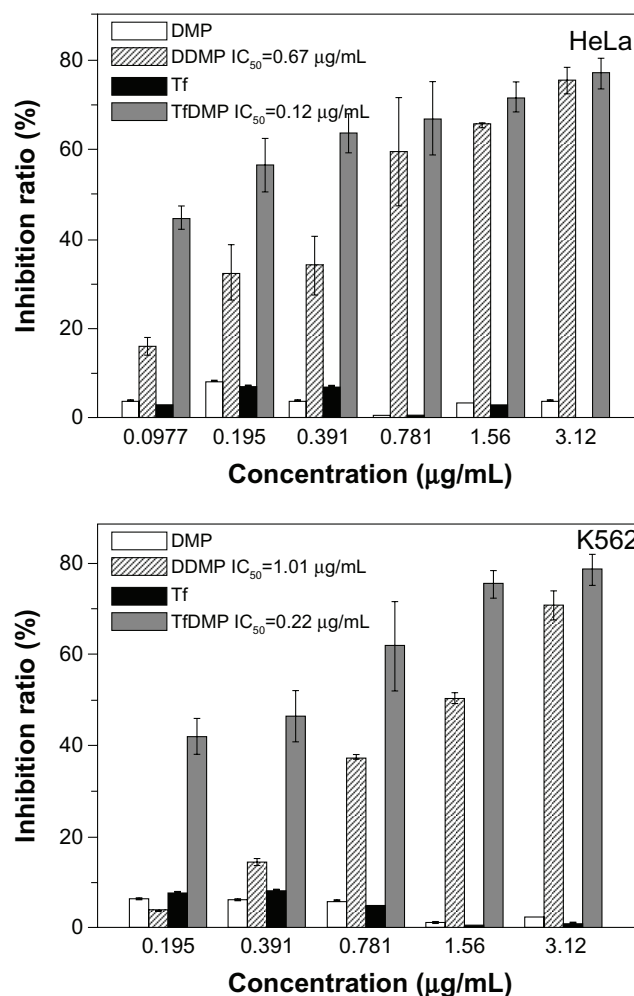 HeLa
DMP
DDMP IC50=0.67 μg/mL
Tf
TfDMP IC50=0.12 μg/mL
Inhibition ratio (%)
80
60
40
20
0
0.0977 0.195 0.391 0.781 1.56 3.12
Concentration (μg/mL)
K562
DMP
DDMP IC50=1.01 μg/mL
Tf
TfDMP IC50=0.22 μg/mL
Inhibition ratio (%)
80
60
40
20
0
0.195 0.391 0.781 1.56 3.12
Concentration (μg/mL)